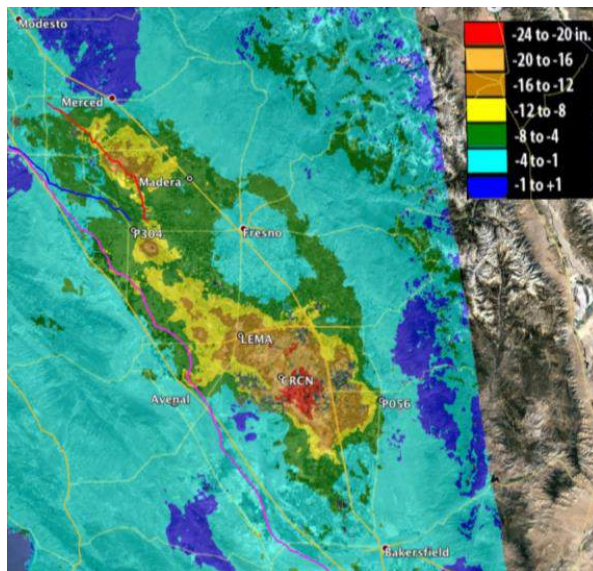 Modesto
-24 to -20 in.
-20 to -16
-16 to -12
-12 to -8
-8 to -4
-4 to -1
-1 to +1
Merced
Madera
P304
Fresno
LEMA
CRCN
Avenal
P056
Bakersfield